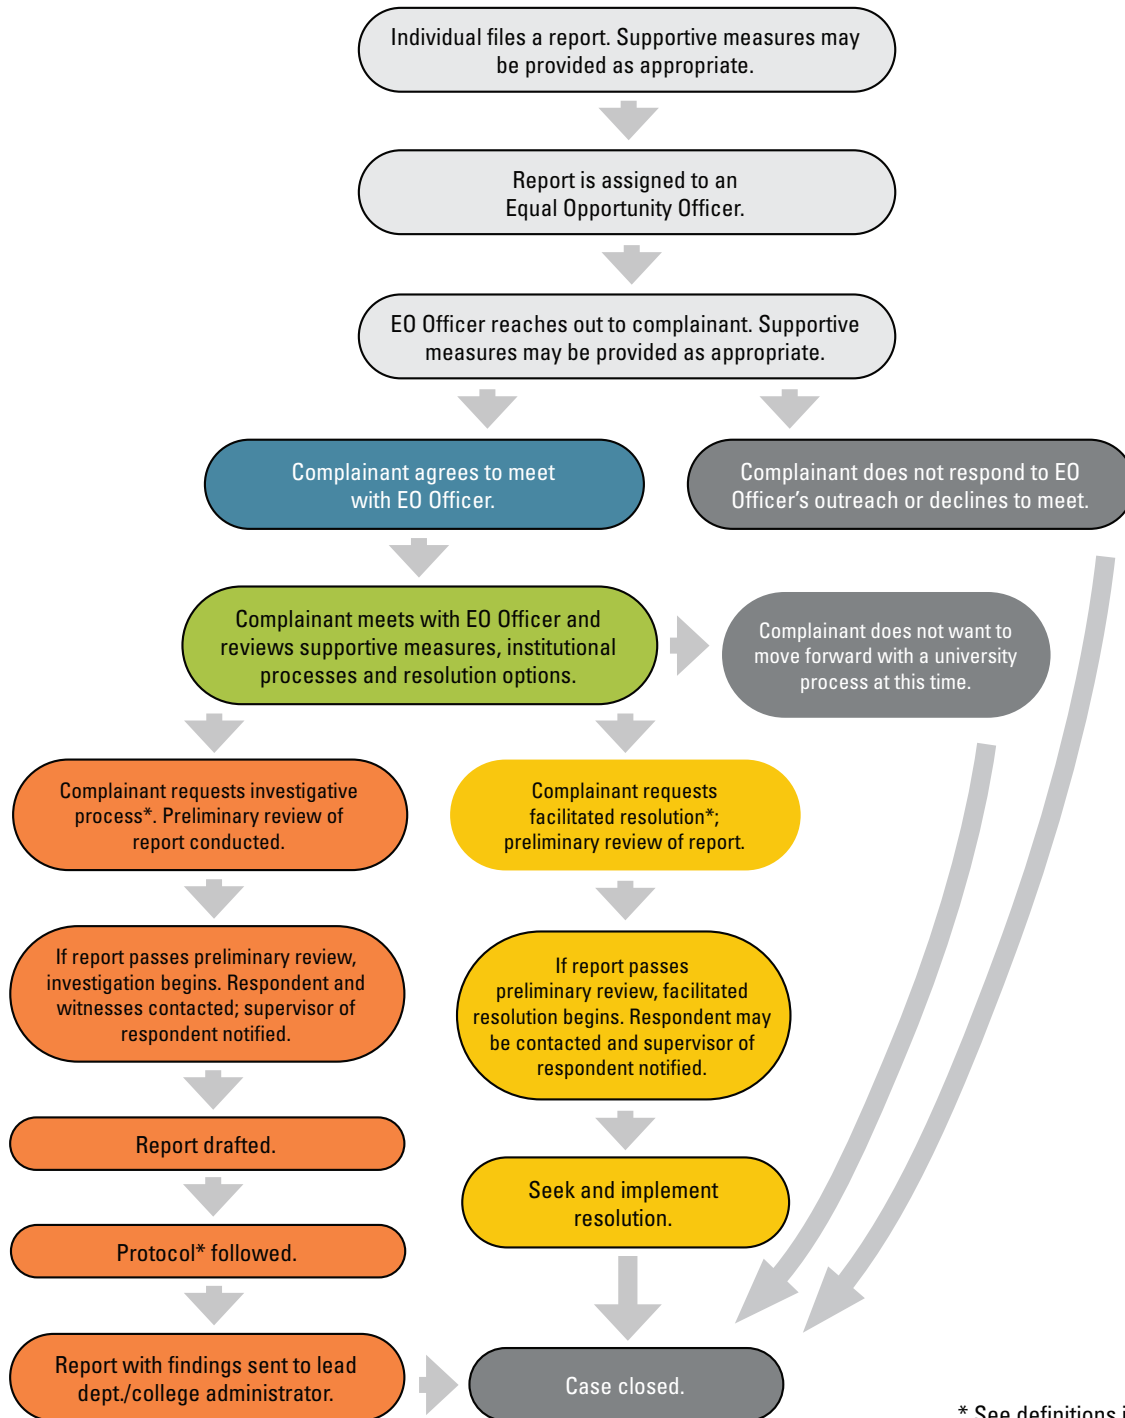 Individual files a report. Supportive measures may
be provided as appropriate.
Report is assigned to an
Equal Opportunity Officer.
EO Officer reaches out to complainant. Supportive
measures may be provided as appropriate.
Complainant agrees to meet
with EO Officer.
Complainant does not respond to EO
Officer's outreach or declines to meet.
Complainant meets with EO Officer and
reviews supportive measures, institutional
processes and resolution options.
Complainant does not want to
move forward with a university
process at this time.
Complainant requests investigative
process*. Preliminary review of
report conducted.
Complainant requests
facilitated resolution*;
preliminary review of report.
If report passes preliminary review,
investigation begins. Respondent and
witnesses contacted; supervisor of
respondent notified.
If report passes
preliminary review, facilitated
resolution begins. Respondent may
be contacted and supervisor of
respondent notified.
Report drafted.
Seek and implement
resolution.
Protocol* followed.
Report with findings sent to lead
dept./college administrator.
Case closed.
* See definitions